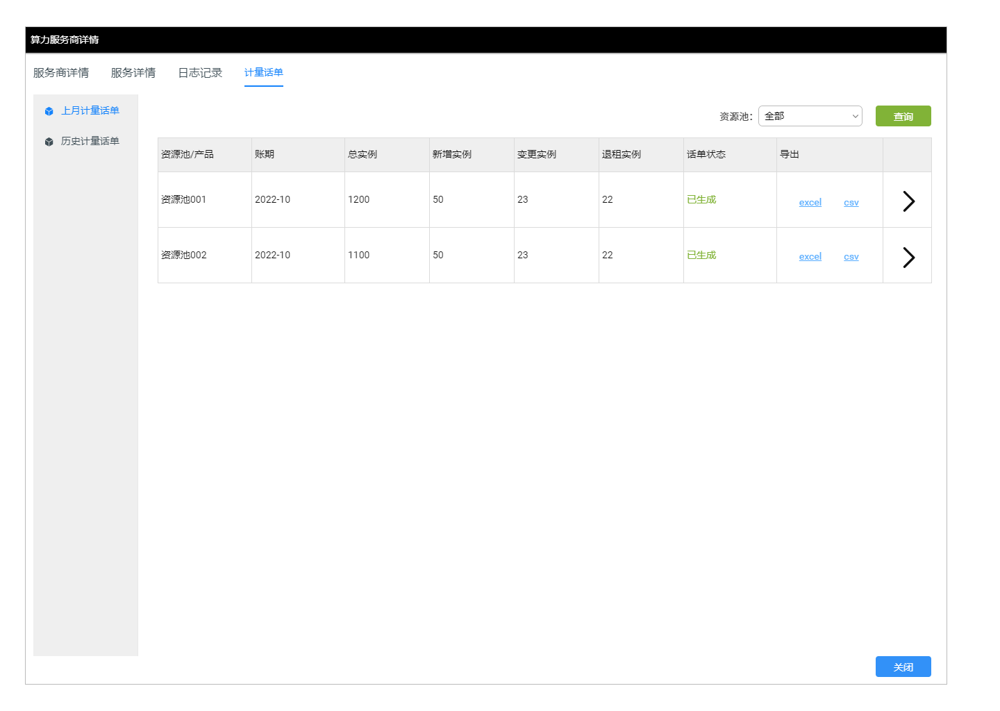 算力服务商详情
服务商详情 服务详情 日志记录 计量话单
上月计量话单
历史计量话单
资源池： 全部 查询
资源池/产品 账期 总实例 新增实例 变更实例 退租实例 话单状态 导出
资源池001 2022-10 1200 50 23 22 已生成 excel csv
资源池002 2022-10 1100 50 23 22 已生成 excel csv
关闭